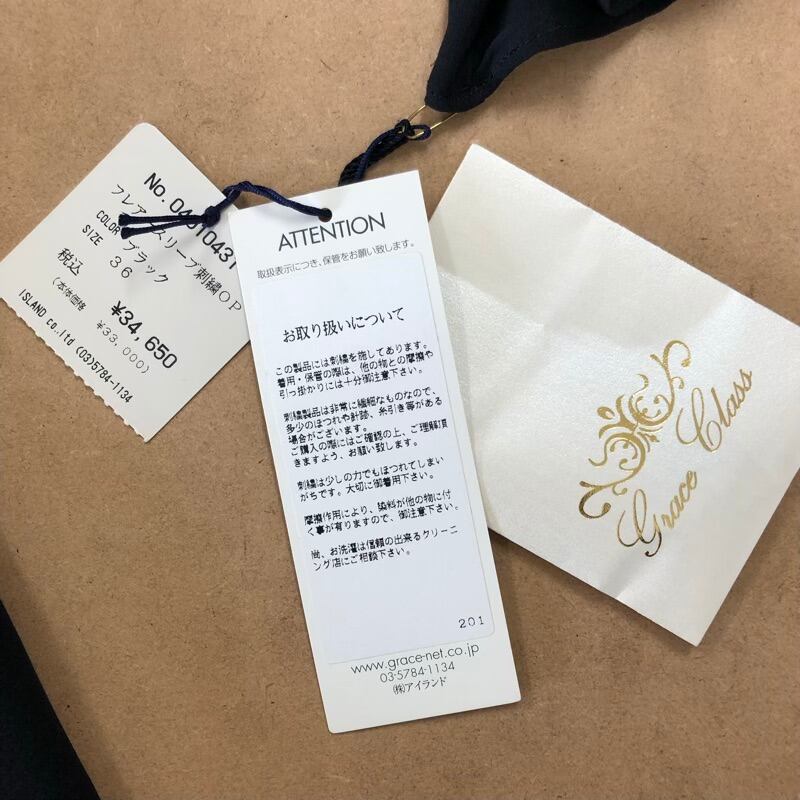 No. 04010431
フレアースリーブ刺繍OP
COLOR ブラック
SIZE 36
税込 ¥34,650
(本体価格 ¥33,000)
ISLAND co.,ltd (03)5784-1134
ATTENTION
取扱表示につき、保管をお願い致します。
お取り扱いについて
この製品には刺繍を施してあります。
着用・保管の際は、他の物との摩擦や
引っ掛かりには十分御注意下さい。
刺繍製品は非常に繊細なものなので、
多少のほつれや針跡、糸引き等がある
場合がございます。
ご購入の際にはご確認の上、ご理解頂
きますよう、お願い致します。
刺繍は少しの力でもほつれてしまい
がちです。大切に御着用下さい。
摩擦作用により、染料が他の物に付
く事が有りますので、御注意下さい。
尚、お洗濯は信頼の出来るクリーニ
ング店にご相談下さい。
201
www.grace-net.co.jp
03-5784-1134
(株)アイランド
Grace Class